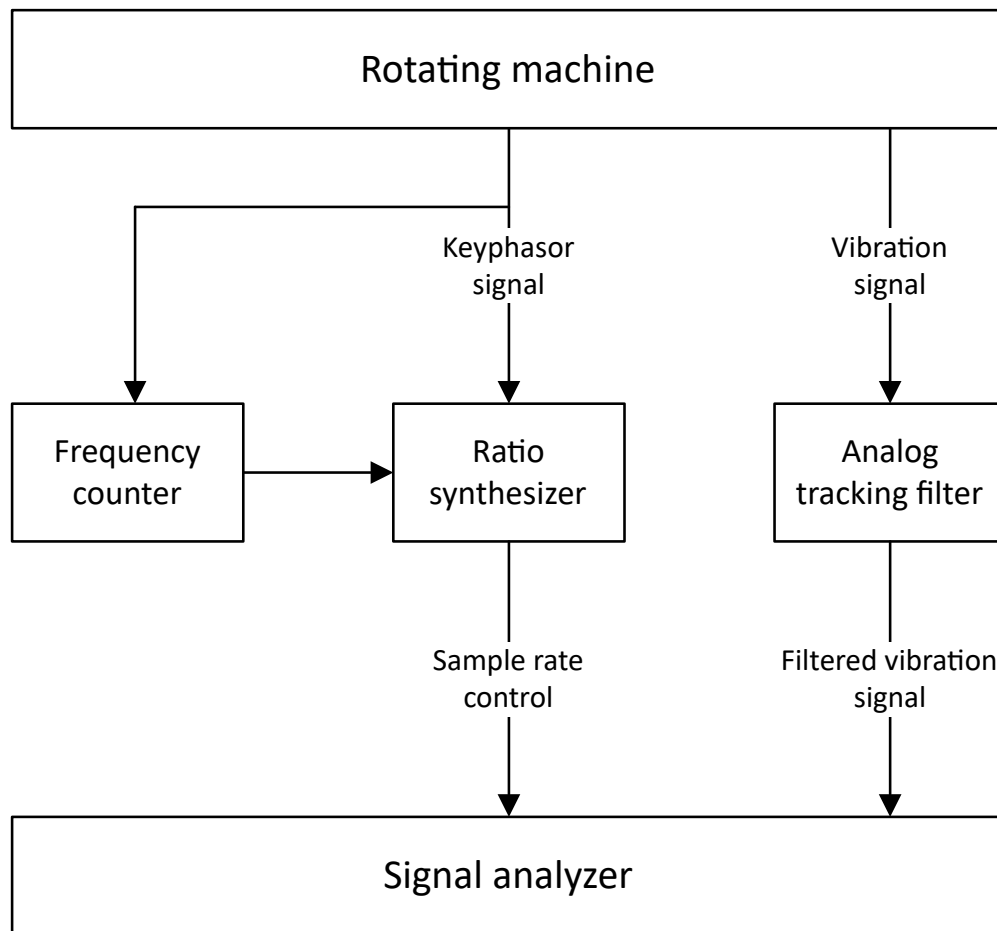 Rotating machine
Keyphasor
signal
Vibration
signal
Frequency
counter
Ratio
synthesizer
Analog
tracking filter
Sample rate
control
Filtered vibration
signal
Signal analyzer